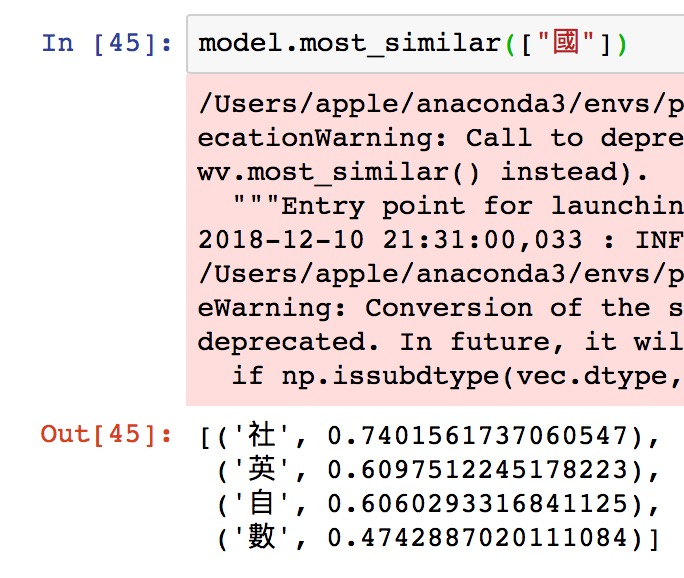 In [45]: model.most_similar(["國"])
/Users/apple/anaconda3/envs/p
ecationWarning: Call to depre
wv.most_similar() instead).
"""Entry point for launchin
2018-12-10 21:31:00,033 : INF
/Users/apple/anaconda3/envs/p
eWarning: Conversion of the s
deprecated. In future, it wil
if np.issubdtype(vec.dtype,
Out[45]: [('社', 0.7401561737060547),
('英', 0.6097512245178223),
('自', 0.6060293316841125),
('數', 0.4742887020111084)]